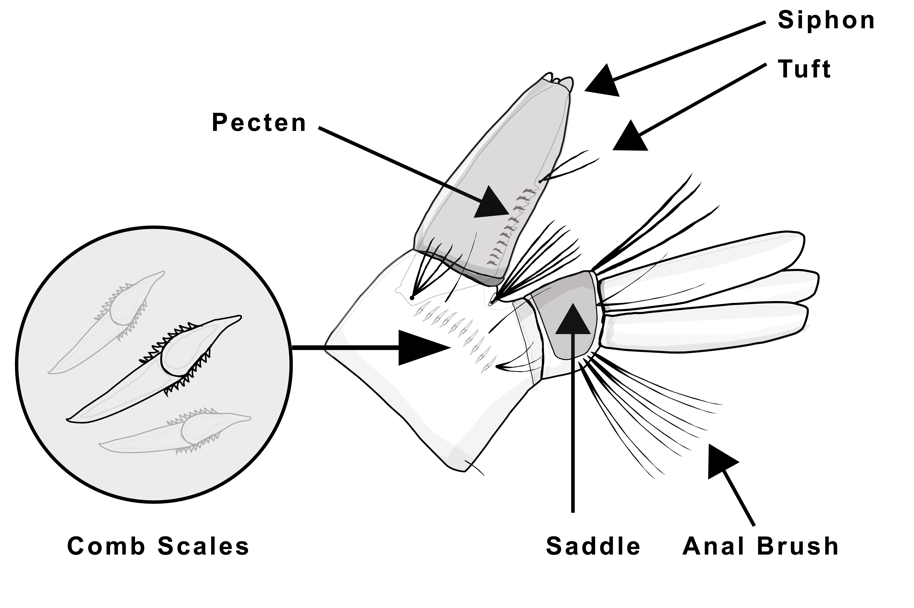 Siphon
Tuft
Pecten
Comb Scales
Saddle
Anal Brush